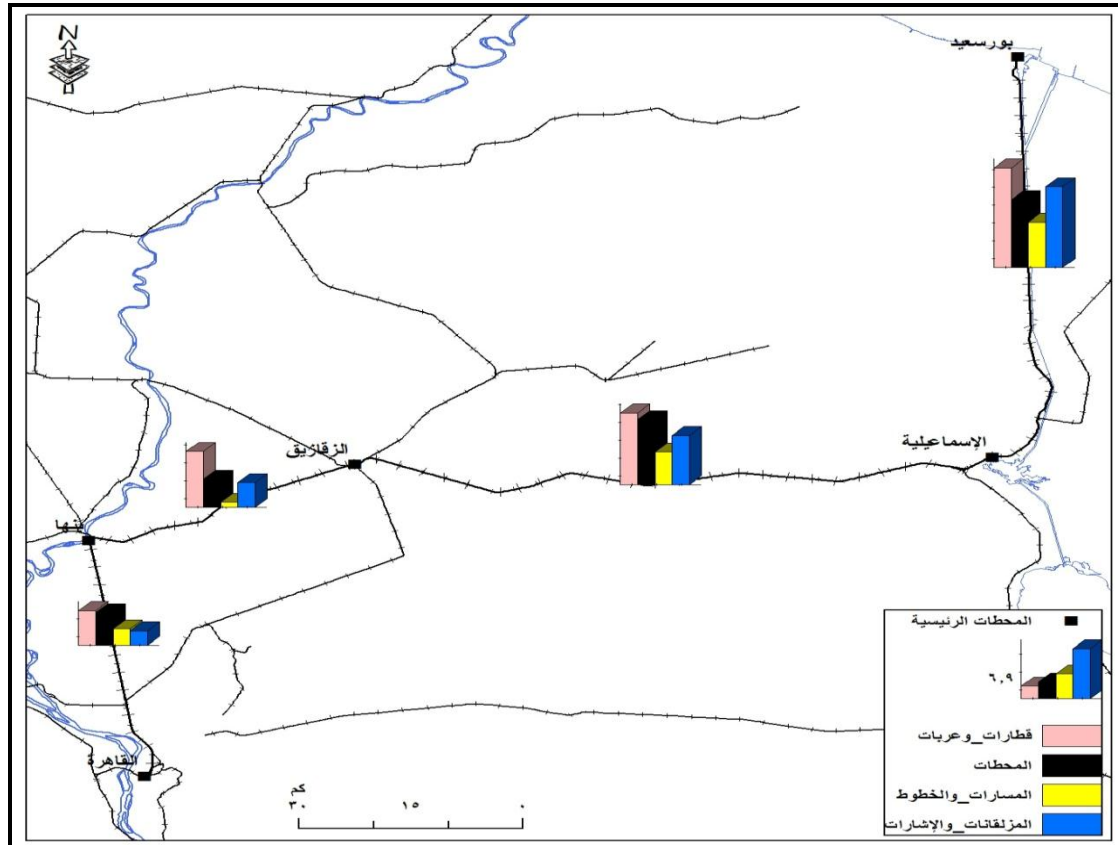 N
بورسعيد
الإسماعيلية
الزقازيق
بنها
القاهرة
كم
٣٠ ١٥ ٠
المحطات الرئيسية
٦,٩
قطارات_وعربات
المحطات
المسارات_والخطوط
المزلقانات_والإشارات